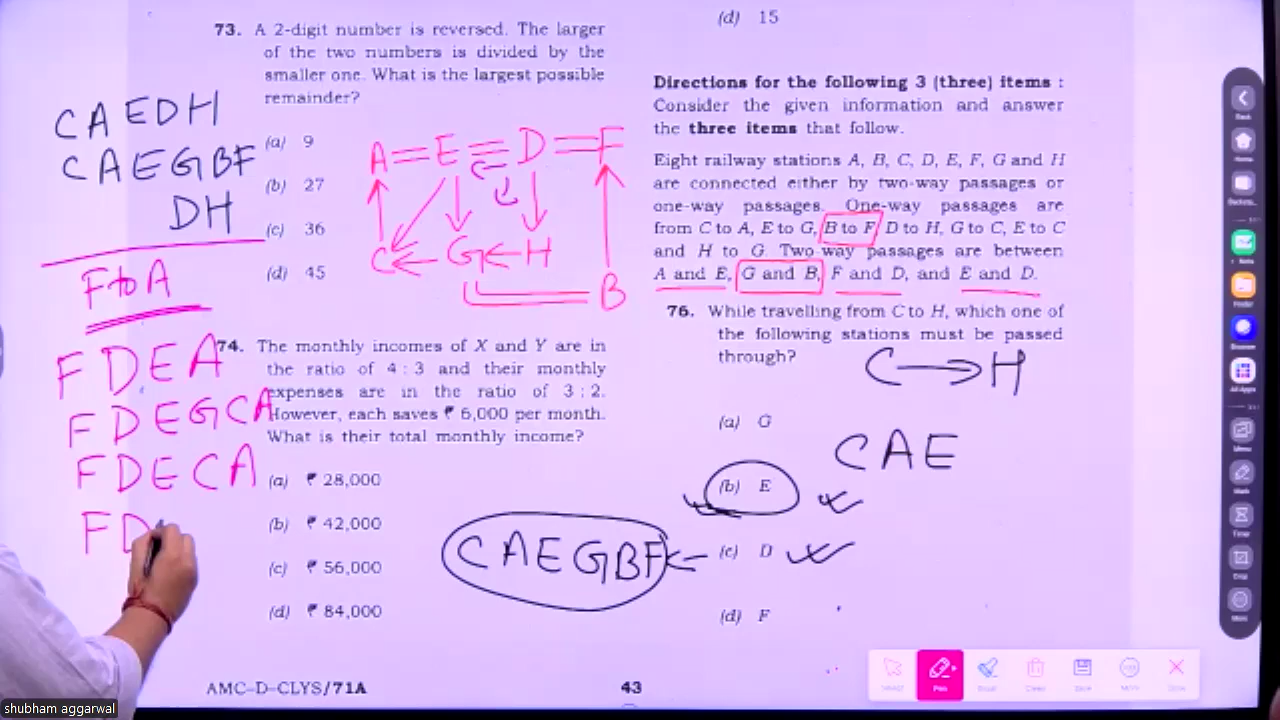 73. A 2-digit number is reversed. The larger
of the two numbers is divided by the
smaller one. What is the largest possible
remainder?
(a) 9
(b) 27
(c) 36
(d) 45
CAEDH
CAEGBF
DH
F to A
FDEA
FDEGCA
FDECA
FD
A E D F
C G H
B
74. The monthly incomes of X and Y are in
the ratio of 4 : 3 and their monthly
expenses are in the ratio of 3 : 2.
However, each saves ₹ 6,000 per month.
What is their total monthly income?
(a) ₹ 28,000
(b) ₹ 42,000
(c) ₹ 56,000
(d) ₹ 84,000
(d) 15
Directions for the following 3 (three) items :
Consider the given information and answer
the three items that follow.
Eight railway stations A, B, C, D, E, F, G and H
are connected either by two-way passages or
one-way passages. One-way passages are
from C to A, E to G, B to F, D to H, G to C, E to C
and H to G. Two-way passages are between
A and E, G and B, F and D, and E and D.
76. While travelling from C to H, which one of
the following stations must be passed
through?
C → H
(a) G
CAE
(b) E
CAEGBF
(c) D
(d) F
AMC-D-CLYS/71A
43
shubham aggarwal